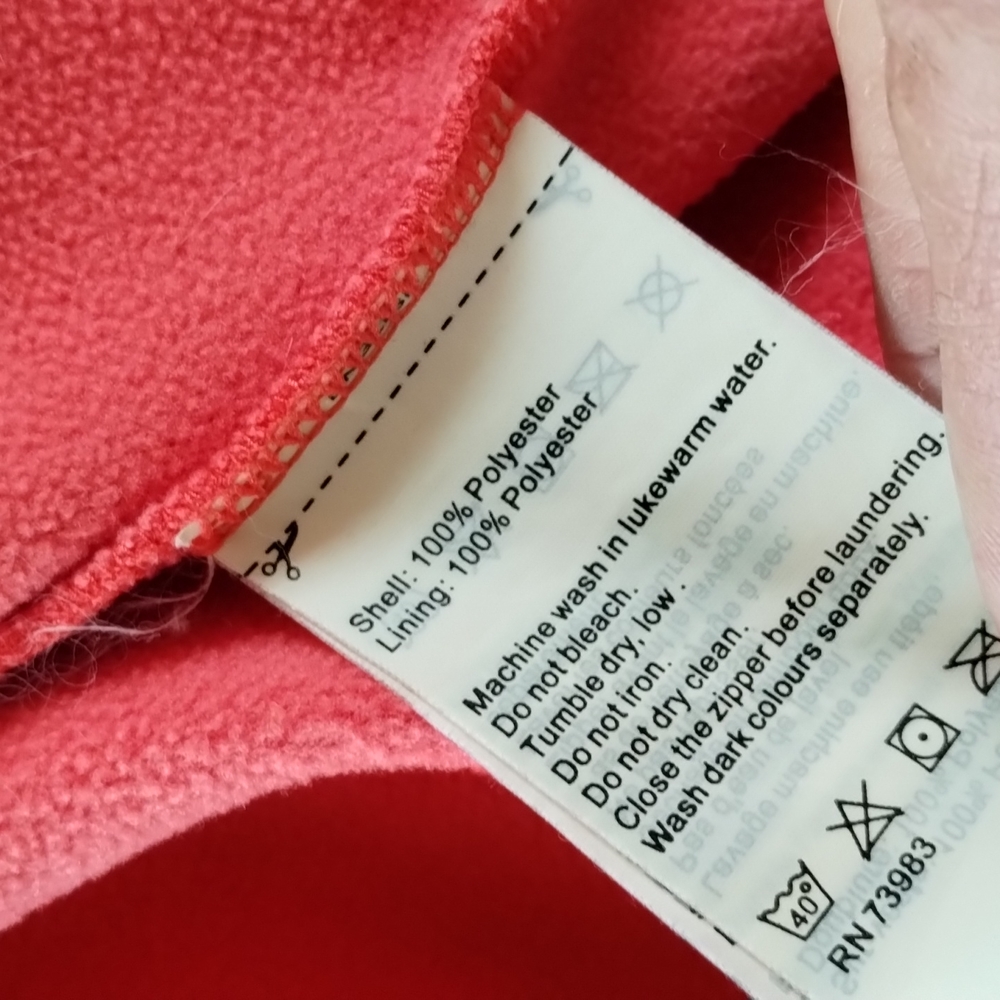 Shell: 100% Polyester
Lining: 100% Polyester
Machine wash in lukewarm water.
Do not bleach.
Tumble dry, low .
Do not iron.
Do not dry clean.
Close the zipper before laundering.
Wash dark colours separately.
40°
RN 73983